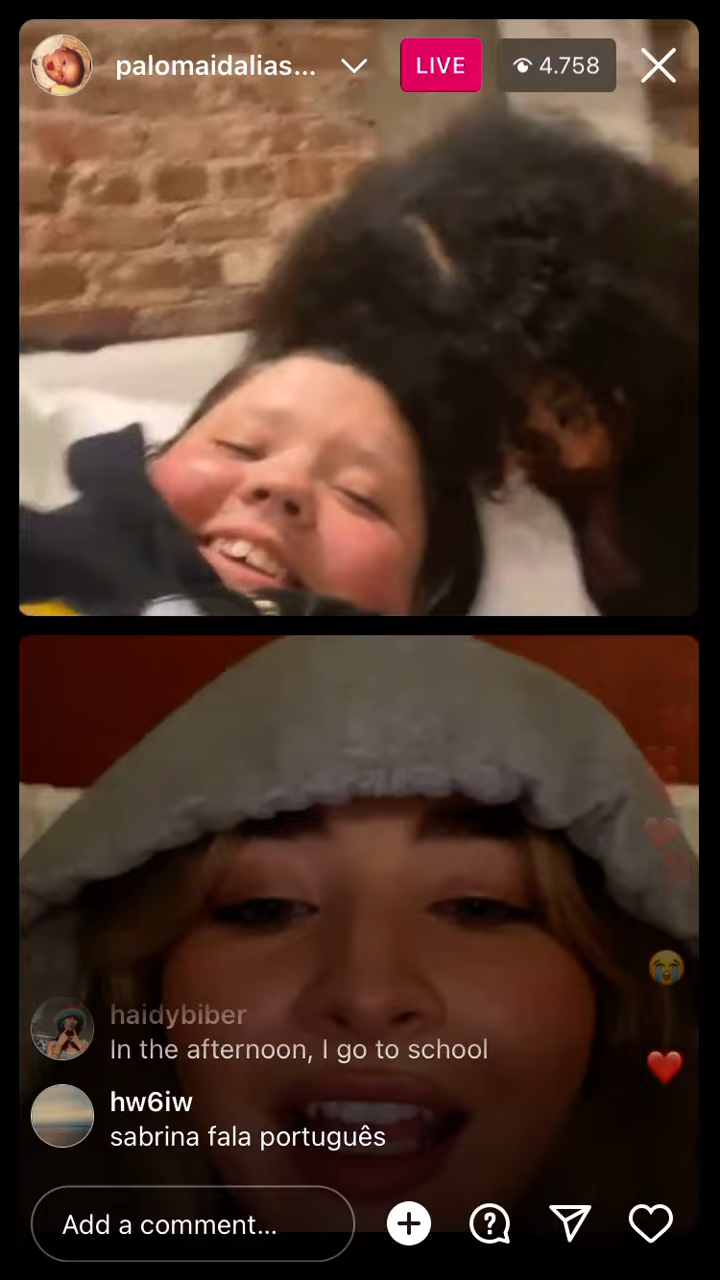 palomaidalias...
LIVE
4.758
haidybiber
In the afternoon, I go to school
hw6iw
sabrina fala português
Add a comment...